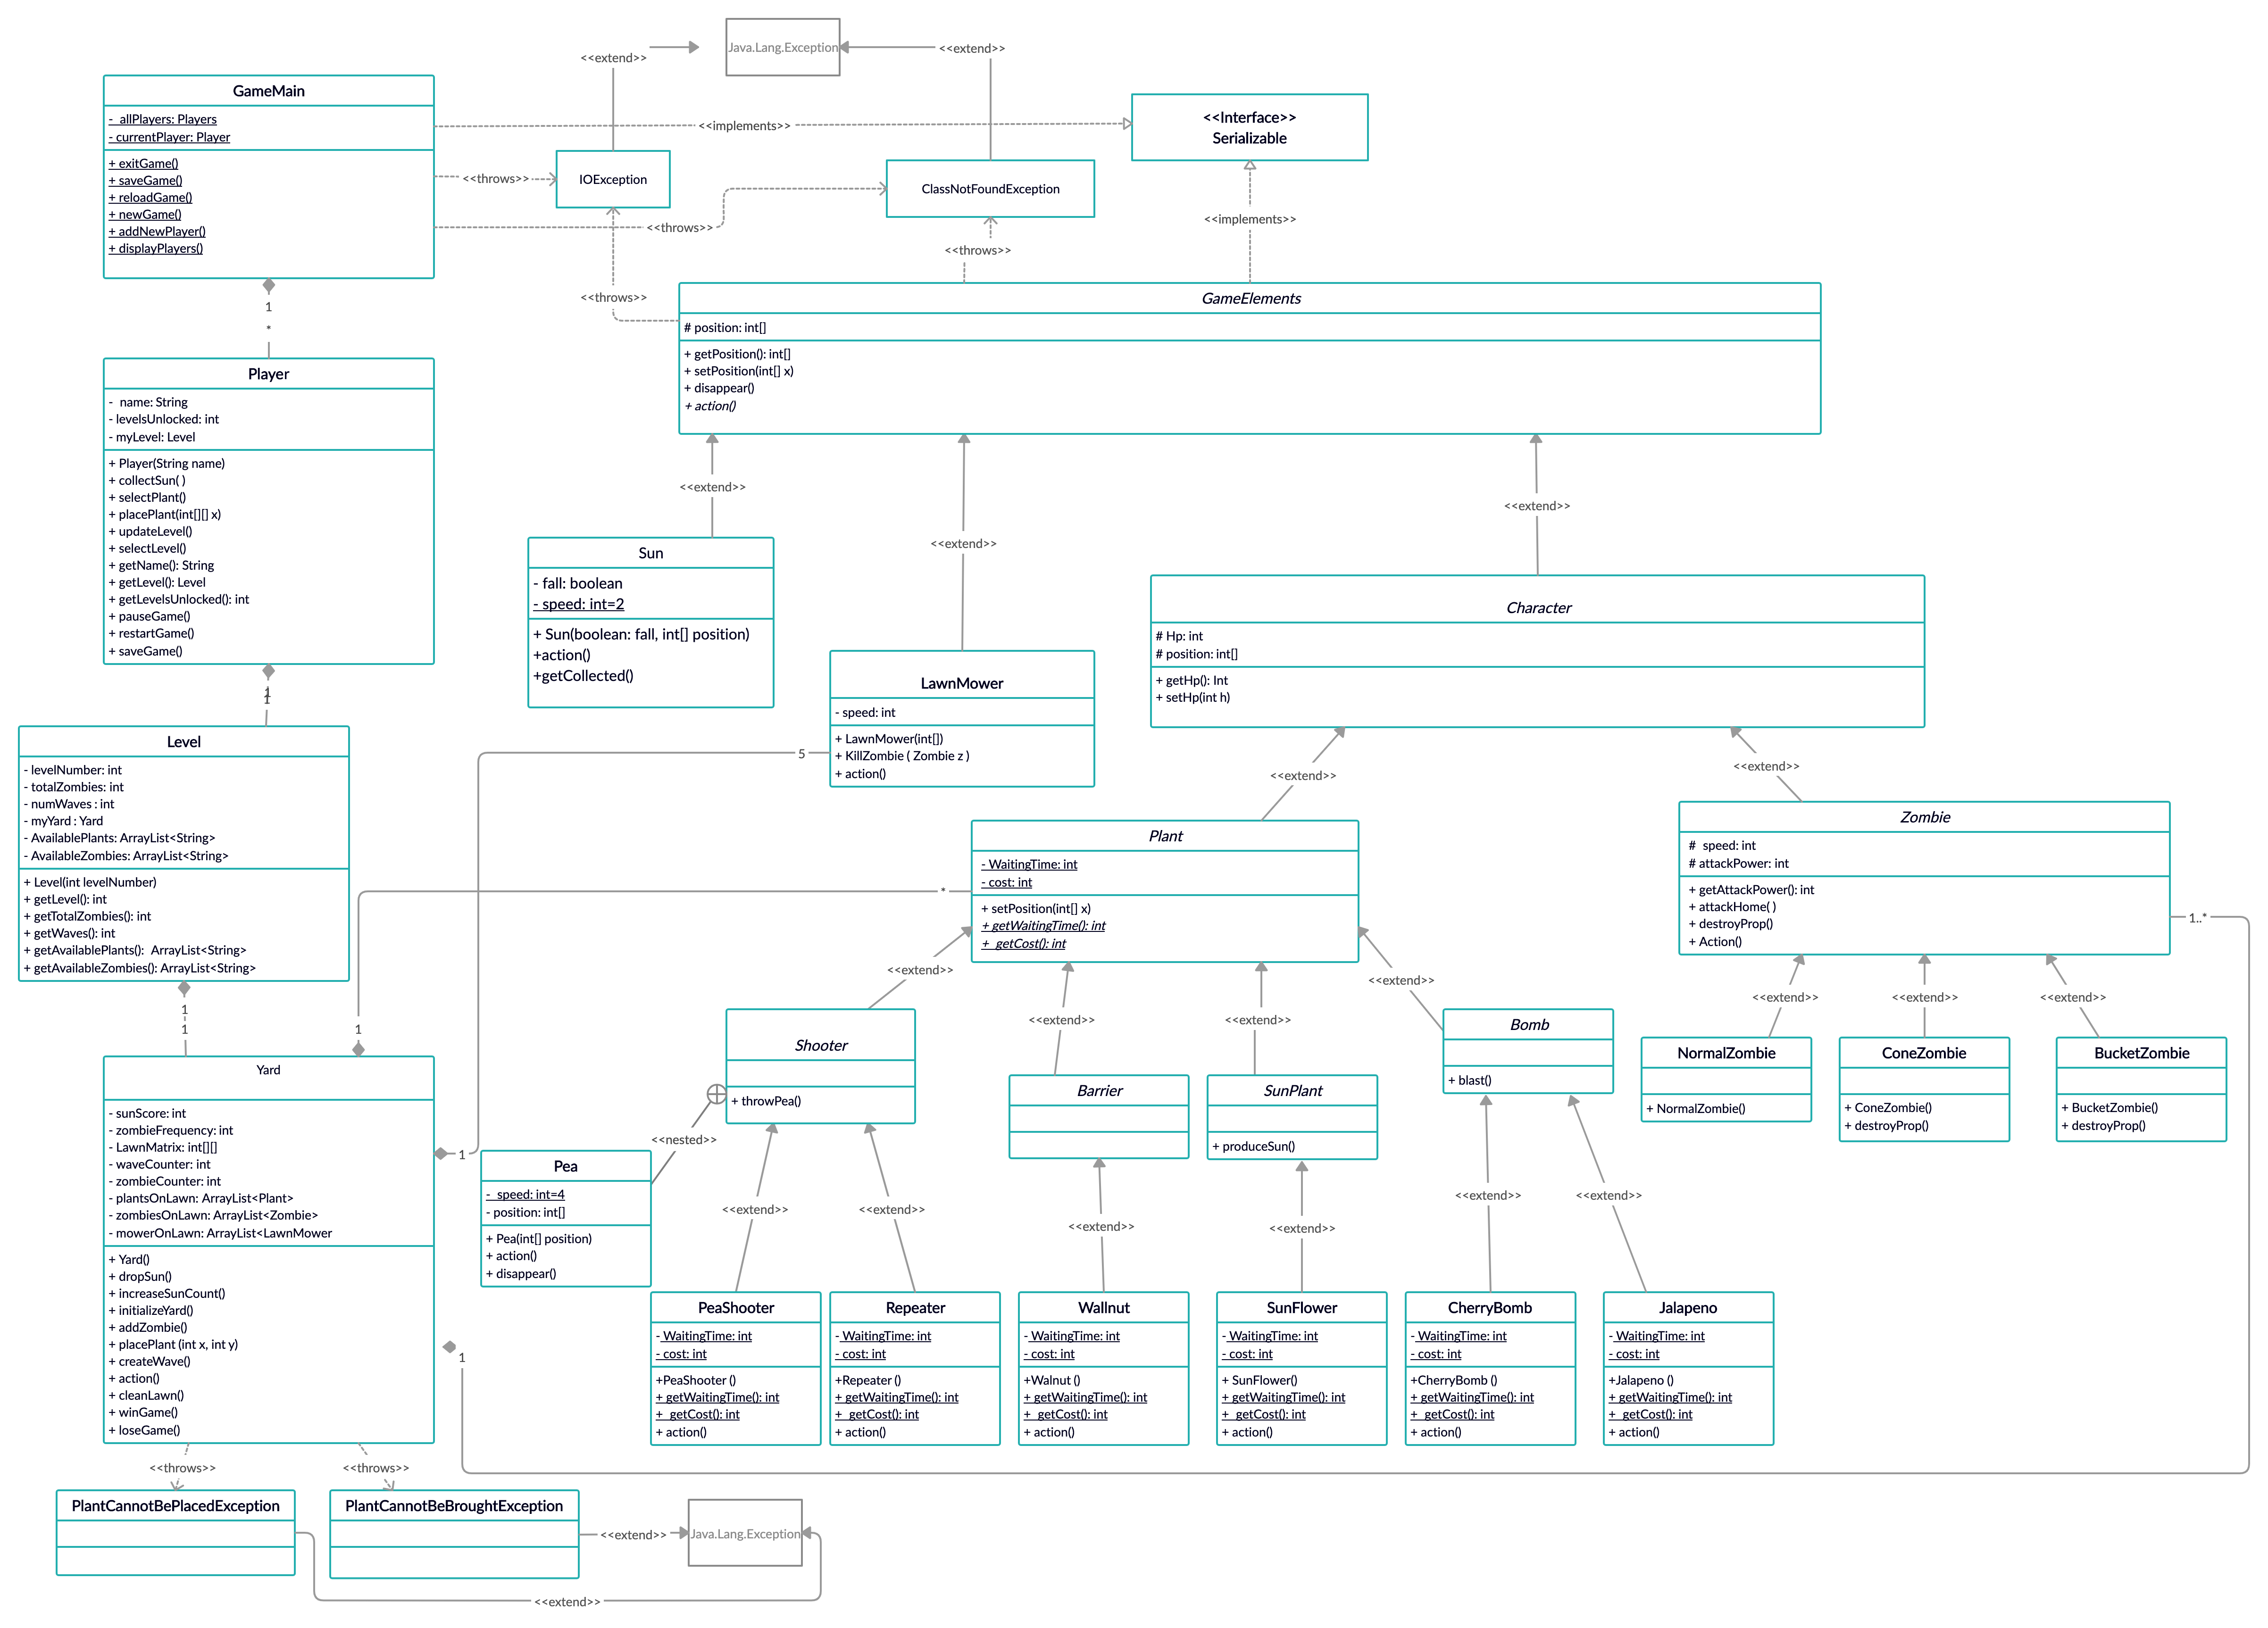 Java.Lang.Exception
<<extend>>
<<extend>>
GameMain
- allPlayers: Players
- currentPlayer: Player
+ exitGame()
+ saveGame()
+ reloadGame()
+ newGame()
+ addNewPlayer()
+ displayPlayers()
<<implements>>
<<Interface>>
Serializable
<<throws>>
IOException
ClassNotFoundException
<<throws>>
<<implements>>
<<throws>>
<<throws>>
1
*
GameElements
# position: int[]
+ getPosition(): int[]
+ setPosition(int[] x)
+ disappear()
+ action()
Player
- name: String
- levelsUnlocked: int
- myLevel: Level
+ Player(String name)
+ collectSun( )
+ selectPlant()
+ placePlant(int[][] x)
+ updateLevel()
+ selectLevel()
+ getName(): String
+ getLevel(): Level
+ getLevelsUnlocked(): int
+ pauseGame()
+ restartGame()
+ saveGame()
<<extend>>
<<extend>>
<<extend>>
Sun
- fall: boolean
- speed: int=2
+ Sun(boolean: fall, int[] position)
+action()
+getCollected()
LawnMower
- speed: int
+ LawnMower(int[])
+ KillZombie ( Zombie z )
+ action()
Character
# Hp: int
# position: int[]
+ getHp(): Int
+ setHp(int h)
1
1
Level
- levelNumber: int
- totalZombies: int
- numWaves : int
- myYard : Yard
- AvailablePlants: ArrayList<String>
- AvailableZombies: ArrayList<String>
+ Level(int levelNumber)
+ getLevel(): int
+ getTotalZombies(): int
+ getWaves(): int
+ getAvailablePlants():  ArrayList<String>
+ getAvailableZombies(): ArrayList<String>
5
<<extend>>
<<extend>>
Plant
- WaitingTime: int
- cost: int
+ setPosition(int[] x)
+ getWaitingTime(): int
+ getCost(): int
*
Zombie
# speed: int
# attackPower: int
+ getAttackPower(): int
+ attackHome( )
+ destroyProp()
+ Action()
1..*
<<extend>>
<<extend>>
<<extend>>
<<extend>>
<<extend>>
<<extend>>
<<extend>>
1
1
1
Shooter
+ throwPea()
Barrier
SunPlant
+ produceSun()
Bomb
+ blast()
NormalZombie
+ NormalZombie()
ConeZombie
+ ConeZombie()
+ destroyProp()
BucketZombie
+ BucketZombie()
+ destroyProp()
Yard
- sunScore: int
- zombieFrequency: int
- LawnMatrix: int[][]
- waveCounter: int
- zombieCounter: int
- plantsOnLawn: ArrayList<Plant>
- zombiesOnLawn: ArrayList<Zombie>
- mowerOnLawn: ArrayList<LawnMower
+ Yard()
+ dropSun()
+ increaseSunCount()
+ initializeYard()
+ addZombie()
+ placePlant (int x, int y)
+ createWave()
+ action()
+ cleanLawn()
+ winGame()
+ loseGame()
1
1
<<nested>>
Pea
- speed: int=4
- position: int[]
+ Pea(int[] position)
+ action()
+ disappear()
<<extend>>
<<extend>>
<<extend>>
<<extend>>
<<extend>>
<<extend>>
PeaShooter
- WaitingTime: int
- cost: int
+PeaShooter ()
+ getWaitingTime(): int
+ getCost(): int
+ action()
Repeater
- WaitingTime: int
- cost: int
+Repeater ()
+ getWaitingTime(): int
+ getCost(): int
+ action()
Wallnut
- WaitingTime: int
- cost: int
+Walnut ()
+ getWaitingTime(): int
+ getCost(): int
+ action()
SunFlower
- WaitingTime: int
- cost: int
+ SunFlower()
+ getWaitingTime(): int
+ getCost(): int
+ action()
CherryBomb
- WaitingTime: int
- cost: int
+CherryBomb ()
+ getWaitingTime(): int
+ getCost(): int
+ action()
Jalapeno
- WaitingTime: int
- cost: int
+Jalapeno ()
+ getWaitingTime(): int
+ getCost(): int
+ action()
<<throws>>
<<throws>>
PlantCannotBePlacedException
PlantCannotBeBroughtException
<<extend>>
Java.Lang.Exception
<<extend>>